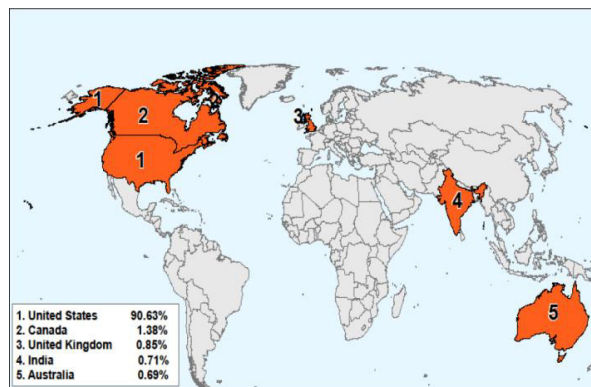 1
2
3
1
4
5
1. United States 90.63%
2. Canada 1.38%
3. United Kingdom 0.85%
4. India 0.71%
5. Australia 0.69%